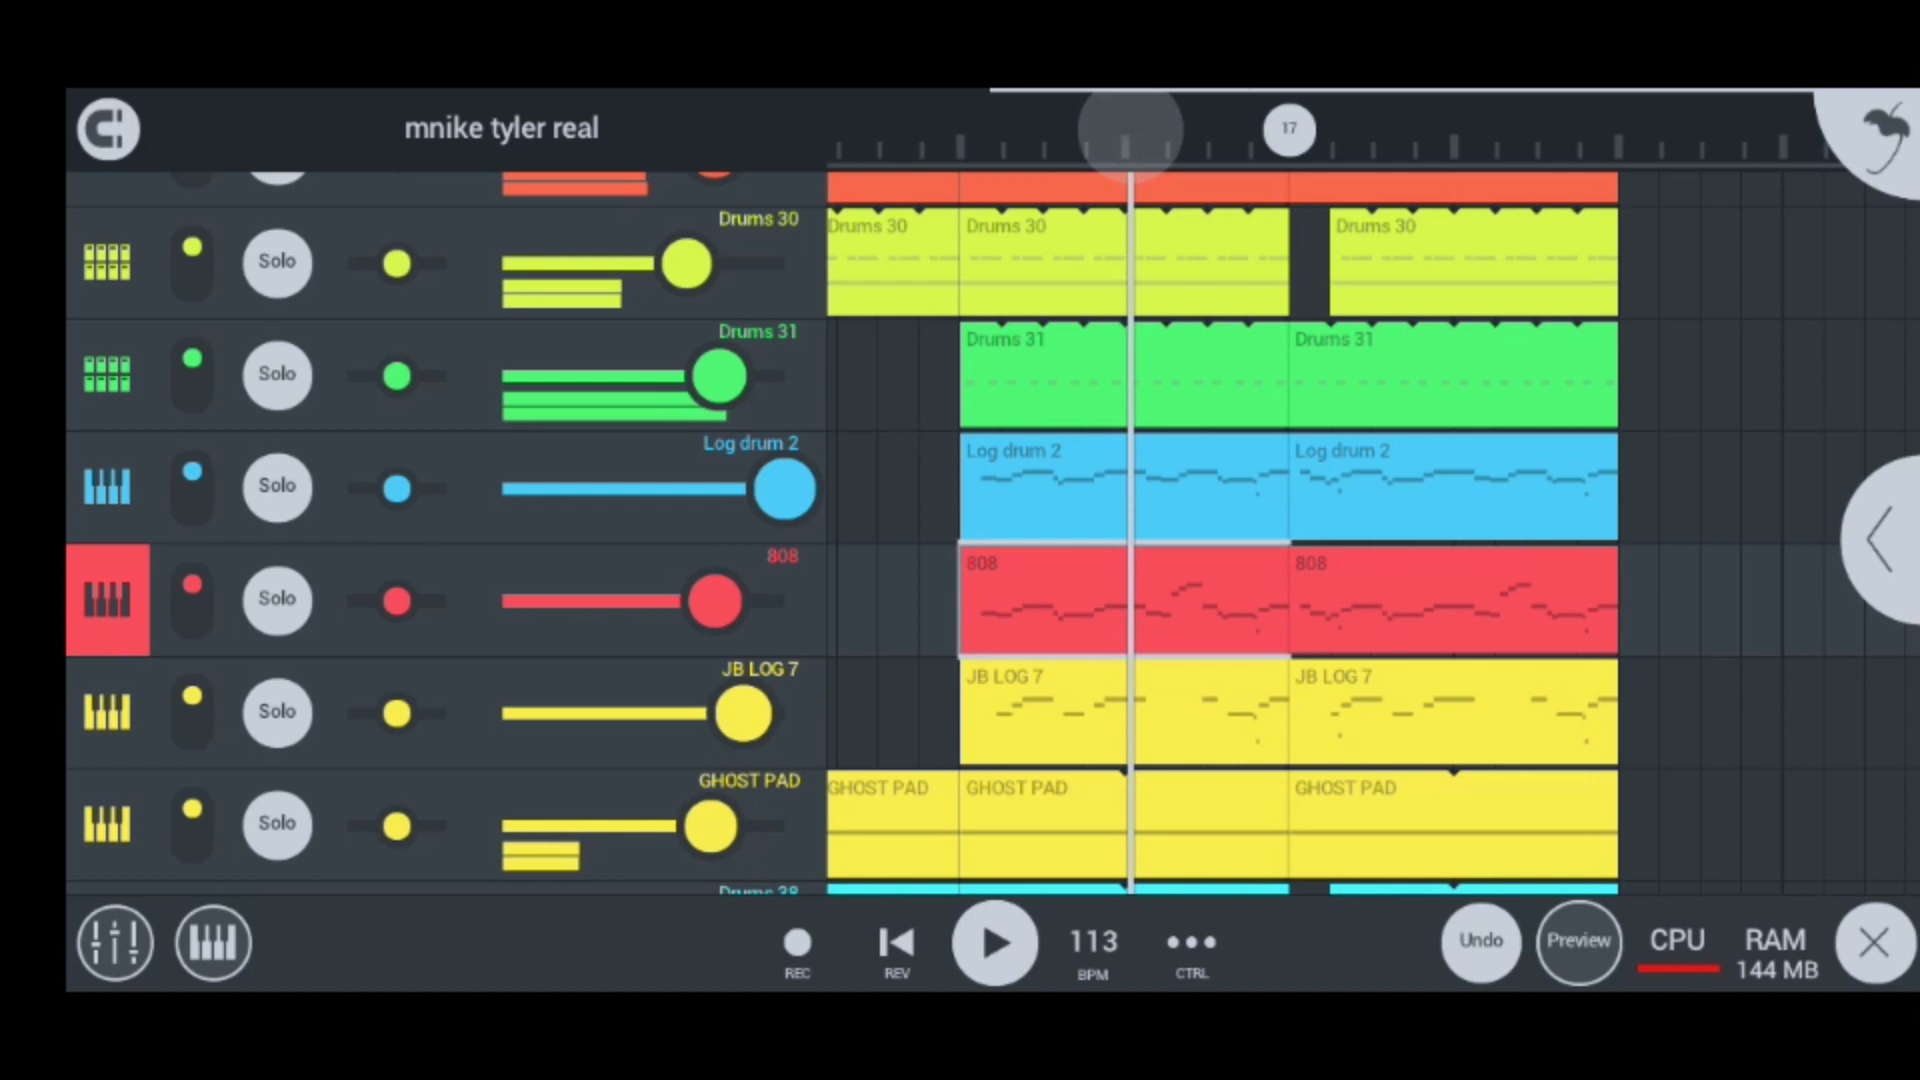 mnike tyler real
17
Drums 30
Solo
Drums 30
Drums 30
Drums 30
Drums 31
Solo
Drums 31
Drums 31
Log drum 2
Solo
Log drum 2
Log drum 2
808
Solo
808
808
JB LOG 7
Solo
JB LOG 7
JB LOG 7
GHOST PAD
Solo
GHOST PAD
GHOST PAD
GHOST PAD
Drums 38
REC
REV
113
BPM
CTRL
Undo
Preview
CPU
RAM
144 MB